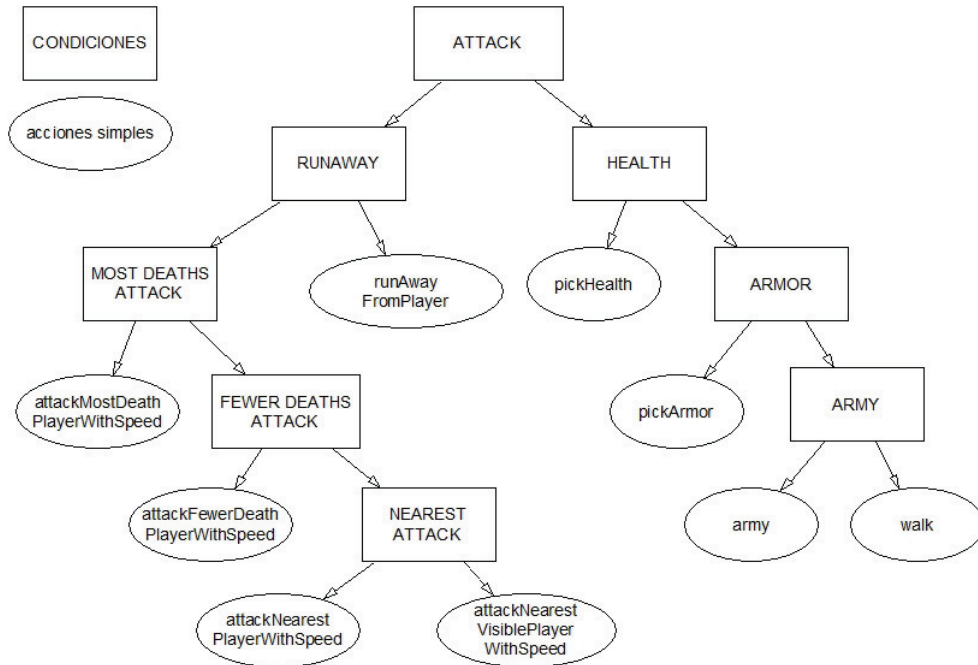 CONDICIONES
ATTACK
acciones simples
RUNAWAY
HEALTH
MOST DEATHS
ATTACK
runAway
FromPlayer
pickHealth
ARMOR
attackMostDeath
PlayerWithSpeed
FEWER DEATHS
ATTACK
pickArmor
ARMY
attackFewerDeath
PlayerWithSpeed
NEAREST
ATTACK
army
walk
attackNearest
PlayerWithSpeed
attackNearest
VisiblePlayer
WithSpeed